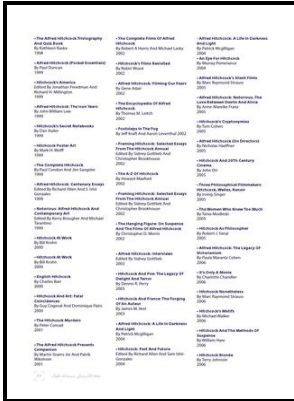 •The Alfred Hitchcock Triviography
And Quiz Book
By Kathleen Kaska
1999
•Alfred Hitchcock (Pocket Essentials)
By Paul Duncan
1999
•Hitchcock's America
Edited By Jonathan Freedman And
Richard H. Millington
1999
•Alfred Hitchcock: The Icon Years
By John William Law
1999
•Hitchcock's Secret Notebooks
By Dan Auiler
1999
•Hitchcock Poster Art
By Mark H. Wolff
1999
•The Complete Hitchcock
By Paul Condon And Jim Sangster
1999
•Alfred Hitchcock: Centenary Essays
Edited By Richard Allen And S. Ishii
Gonzales
1999
•Notorious: Alfred Hitchcock And
Contemporary Art
Edited By Kerry Brougher And Michael
Tarantino
1999
•Hitchcock At Work
By Bill Krohn
2000
•Hitchcock At Work
By Bill Krohn
2000
•English Hitchcock
By Charles Barr
2000
•Hitchcock And Art: Fatal
Coincidences
By Guy Cogeval And Dominique Paini
2000
•The Hitchcock Murders
By Peter Conrad
2001
•The Alfred Hitchcock Presents
Companion
By Martin Grams Jr. And Patrik
Wikstrom
2001
•The Complete Films Of Alfred
Hitchcock
By Robert A Harris And Michael Lasky
2002
•Hitchcock's Films Revisited
By Robin Wood
2002
•Alfred Hitchcock: Filming Our Fears
By Gene Adair
2002
•The Encyclopedia Of Alfred
Hitchcock
By Thomas M. Leitch
2002
•Footsteps In The Fog
By Jeff Kraft And Aaron Leventhal 2002
•Framing Hitchcock: Selected Essays
From The Hitchcock Annual
Edited By Sidney Gottlieb And
Christopher Brookhouse
2002
•The A-Z Of Hitchcock
By Howard Maxford
2002
•Framing Hitchcock: Selected Essays
From The Hitchcock Annual
Edited By Sidney Gottlieb And
Christopher Brookhouse
2002
•The Hanging Figure: On Suspense
And The Films Of Alfred Hitchcock
By Christopher D. Morris
2002
•Alfred Hitchcock: Interviews
Edited By Sidney Gottlieb
2003
•Hitchcock And Poe: The Legacy Of
Delight And Terror
By Dennis R. Perry
2003
•Hitchcock And France: The Forging
Of An Auteur
By James M. Vest
2003
•Alfred Hitchcock: A Life In Darkness
And Light
By Patrick Mcgilligan
2004
•Hitchcock: Past And Future
Edited By Richard Allen And Sam Ishii
Gonzales
2004
•Alfred Hitchcock: A Life In Darkness
And Light
By Patrick Mcgilligan
2004
•An Eye For Hitchcock
By Murray Pomerance
2004
•Alfred Hitchcock's Silent Films
By Marc Raymond Strauss
2004
•Alfred Hitchcock: Notorious, The
Love Between Devlin And Alicia
By Anne-Mareike Franz
2005
•Hitchcock's Cryptonymies
By Tom Cohen
2005
•Alfred Hitchcock (En Directors)
By Nicholas Haeffner
2005
•Hitchcock And 20th Century
Cinema
By John Orr
2005
•Three Philosophical Filmmakers
Hitchcock, Welles, Renoir
By Irving Singer
2005
•The Women Who Knew Too Much
By Tania Modleski
2005
•Hitchcock As Philosopher
By Robert J. Yanal
2005
•Alfred Hitchcock: The Legacy Of
Victorianism
By Paula Marantz Cohen
2006
•It's Only A Movie
By Charlotte Chandler
2006
•Hitchcock Nonetheless
By Marc Raymond Strauss
2006
•Hitchcock's Motifs
By Michael Walker
2006
•Hitchcock And The Methods Of
Suspense
By William Hare
2006
•Hitchcock Blonde
By Terry Johnson
2006